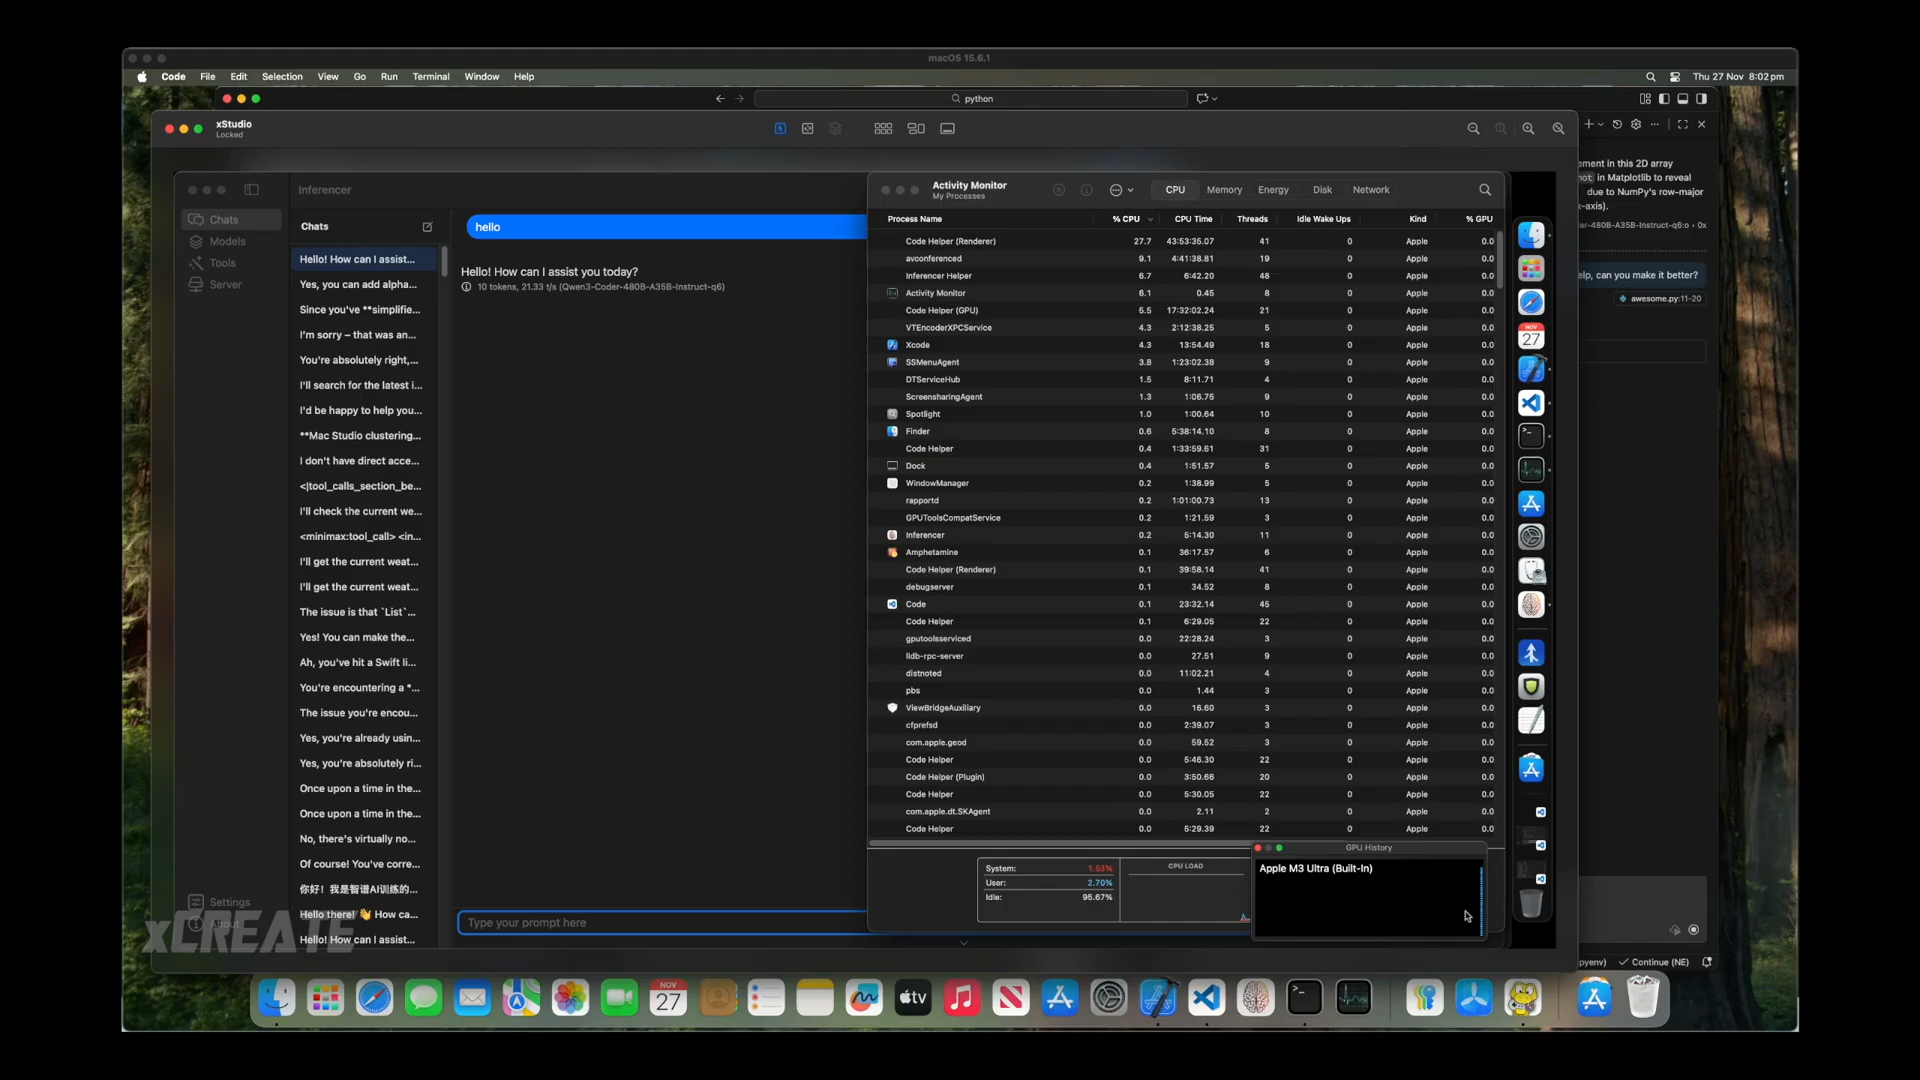 macOS 15.6.1
Code File Edit Selection View Go Run Terminal Window Help
Thu 27 Nov 8:02pm
python
xStudio
Locked
Inferencer
Chats
Models
Tools
Server
Settings
About
Chats
Hello! How can I assist...
Yes, you can add alpha...
Since you've **simplifie...
I'm sorry – that was an...
You're absolutely right,...
I'll search for the latest i...
I'd be happy to help you...
**Mac Studio clustering...
I don't have direct acce...
<|tool_calls_section_be...
I'll check the current we...
<minimax:tool_call> <in...
I'll get the current weat...
I'll get the current weat...
The issue is that `List`...
Yes! You can make the...
Ah, you've hit a Swift li...
You're encountering a *...
The issue you're encou...
Yes, you're already usin...
Yes, you're absolutely ri...
Once upon a time in the...
Once upon a time in the...
No, there's virtually no...
Of course! You've corre...
你好！我是智谱AI训练的...
Hello there! 👋 How ca...
Hello! How can I assist...
hello
Hello! How can I assist you today?
10 tokens, 21.33 t/s (Qwen3-Coder-480B-A35B-Instruct-q6)
Type your prompt here
Activity Monitor
My Processes
CPU Memory Energy Disk Network
Process Name % CPU CPU Time Threads Idle Wake Ups Kind % GPU
Code Helper (Renderer) 27.7 43:53:35.07 41 0 Apple 0.0
avconferenced 9.1 4:41:38.81 19 0 Apple 0.0
Inferencer Helper 6.7 6:42.20 48 0 Apple 0.0
Activity Monitor 6.1 0.45 8 0 Apple 0.0
Code Helper (GPU) 5.5 17:32:02.24 21 0 Apple 0.0
VTEncoderXPCService 4.3 2:12:38.25 5 0 Apple 0.0
Xcode 4.3 13:54.49 18 0 Apple 0.0
SSMenuAgent 3.8 1:23:02.38 9 0 Apple 0.0
DTServiceHub 1.5 8:11.71 4 0 Apple 0.0
ScreensharingAgent 1.3 1:06.75 9 0 Apple 0.0
Spotlight 1.0 1:00.64 10 0 Apple 0.0
Finder 0.6 5:38:14.10 8 0 Apple 0.0
Code Helper 0.4 1:33:59.61 31 0 Apple 0.0
Dock 0.4 1:51.57 5 0 Apple 0.0
WindowManager 0.2 1:38.99 5 0 Apple 0.0
rapportd 0.2 1:01:00.73 13 0 Apple 0.0
GPUToolsCompatService 0.2 1:21.59 3 0 Apple 0.0
Inferencer 0.2 5:14.30 11 0 Apple 0.0
Amphetamine 0.1 36:17.57 6 0 Apple 0.0
Code Helper (Renderer) 0.1 39:58.14 41 0 Apple 0.0
debugserver 0.1 34.52 8 0 Apple 0.0
Code 0.1 23:32.14 45 0 Apple 0.0
Code Helper 0.1 6:29.05 22 0 Apple 0.0
gputoolsserviced 0.0 22:28.24 3 0 Apple 0.0
lldb-rpc-server 0.0 27.51 9 0 Apple 0.0
distnoted 0.0 11:02.21 4 0 Apple 0.0
pbs 0.0 1.44 3 0 Apple 0.0
ViewBridgeAuxiliary 0.0 16.60 3 0 Apple 0.0
cfprefsd 0.0 2:39.07 3 0 Apple 0.0
com.apple.geod 0.0 59.52 3 0 Apple 0.0
Code Helper 0.0 5:46.30 22 0 Apple 0.0
Code Helper (Plugin) 0.0 3:50.66 20 0 Apple 0.0
Code Helper 0.0 5:30.05 22 0 Apple 0.0
com.apple.dt.SKAgent 0.0 2.11 2 0 Apple 0.0
Code Helper 0.0 5:29.39 22 0 Apple 0.0
System: 1.53%
User: 2.70%
Idle: 95.67%
CPU LOAD
GPU History
Apple M3 Ultra (Built-In)
ement in this 2D array
ot in Matplotlib to reveal
due to NumPy's row-major
x-axis).
r-480B-A35B-Instruct-q6:o • 0x
elp, can you make it better?
awesome.py:11-20
pyenv) Continue (NE)
NOV
27
NOV
27
tv
xCREATE